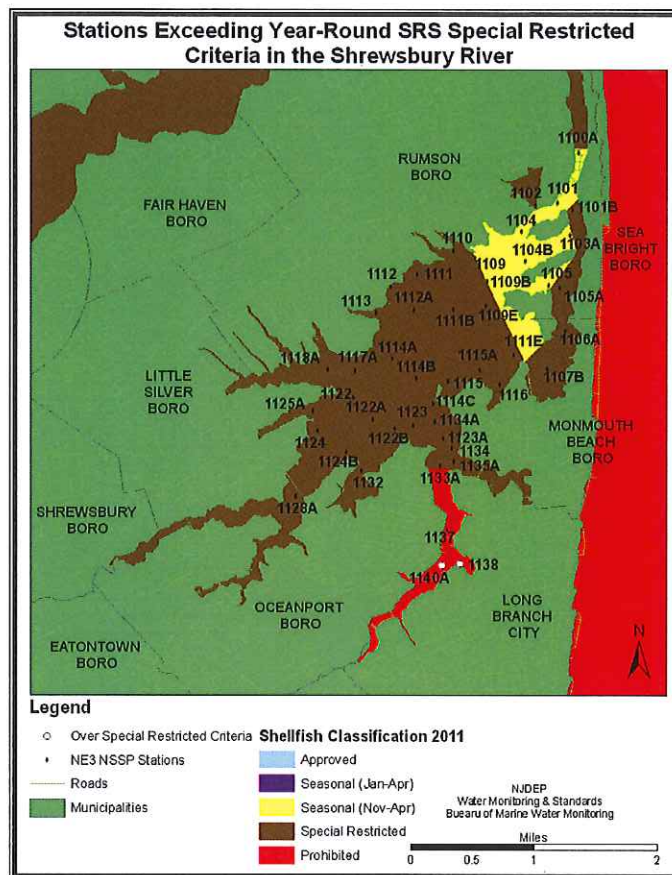 Stations Exceeding Year-Round SRS Special Restricted
Criteria in the Shrewsbury River
1100A
RUMSON
BORO
1102
1101
1101B
FAIR HAVEN
BORO
1104
SEA
BRIGHT
BORO
1110
1104B
1103A
1109
1112
1111
1109B
1105
1105A
1112A
1113
1111B
1109E
1106A
1111E
1114A
1118A
1117A
1115A
1114B
1107B
LITTLE
SILVER
BORO
1122
1115
1116
1125A
1114C
1122A
1123
1134A
MONMOUTH
BEACH
BORO
1124
1122B
1123A
1134
1124B
1135A
1132
1133A
1128A
SHREWSBURY
BORO
1137
1138
1140A
OCEANPORT
BORO
LONG
BRANCH
CITY
EATONTOWN
BORO
N
Legend
Over Special Restricted Criteria
NE3 NSSP Stations
Roads
Municipalities
Shellfish Classification 2011
Approved
Seasonal (Jan-Apr)
Seasonal (Nov-Apr)
Special Restricted
Prohibited
NJDEP
Water Monitoring & Standards
Buearu of Marine Water Monitoring
Miles
0 0.5 1 2